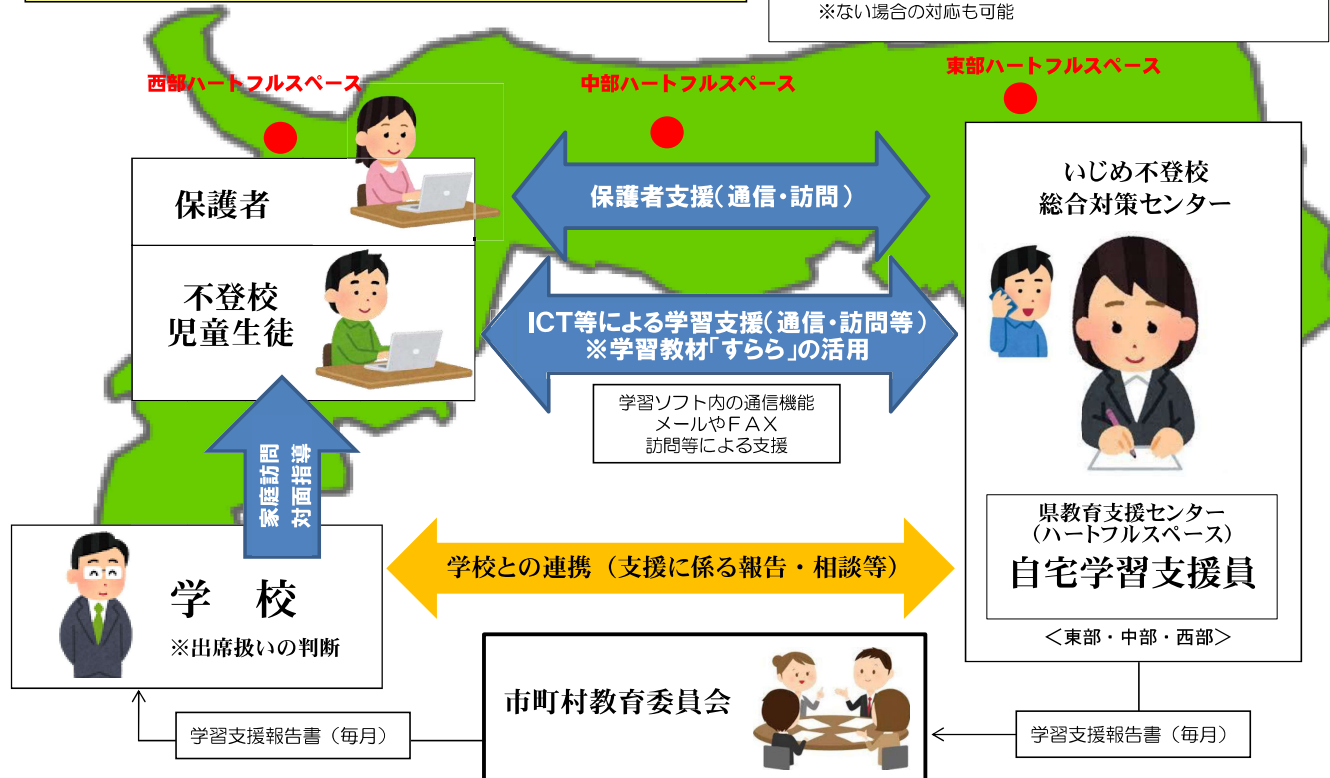 ※ない場合の対応も可能
西部ハートフルスペース
中部ハートフルスペース
東部ハートフルスペース
保護者
保護者支援(通信・訪問)
いじめ不登校
総合対策センター
不登校
児童生徒
ICT等による学習支援(通信・訪問等)
※学習教材「すらら」の活用
学習ソフト内の通信機能
メールやＦＡＸ
訪問等による支援
家庭訪問
対面指導
県教育支援センター
(ハートフルスペース)
自宅学習支援員
＜東部・中部・西部＞
学校との連携（支援に係る報告・相談等）
学　校
※出席扱いの判断
市町村教育委員会
学習支援報告書（毎月）
学習支援報告書（毎月）